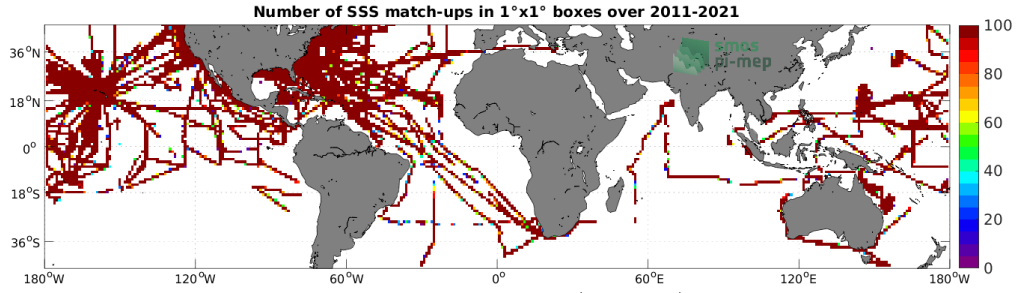 Number of SSS match-ups in 1°x1° boxes over 2011-2021
36°N
18°N
0°
18°S
36°S
180°W
120°W
60°W
0°
60°E
120°E
180°W
smos
pi-mep
100
80
60
40
20
0